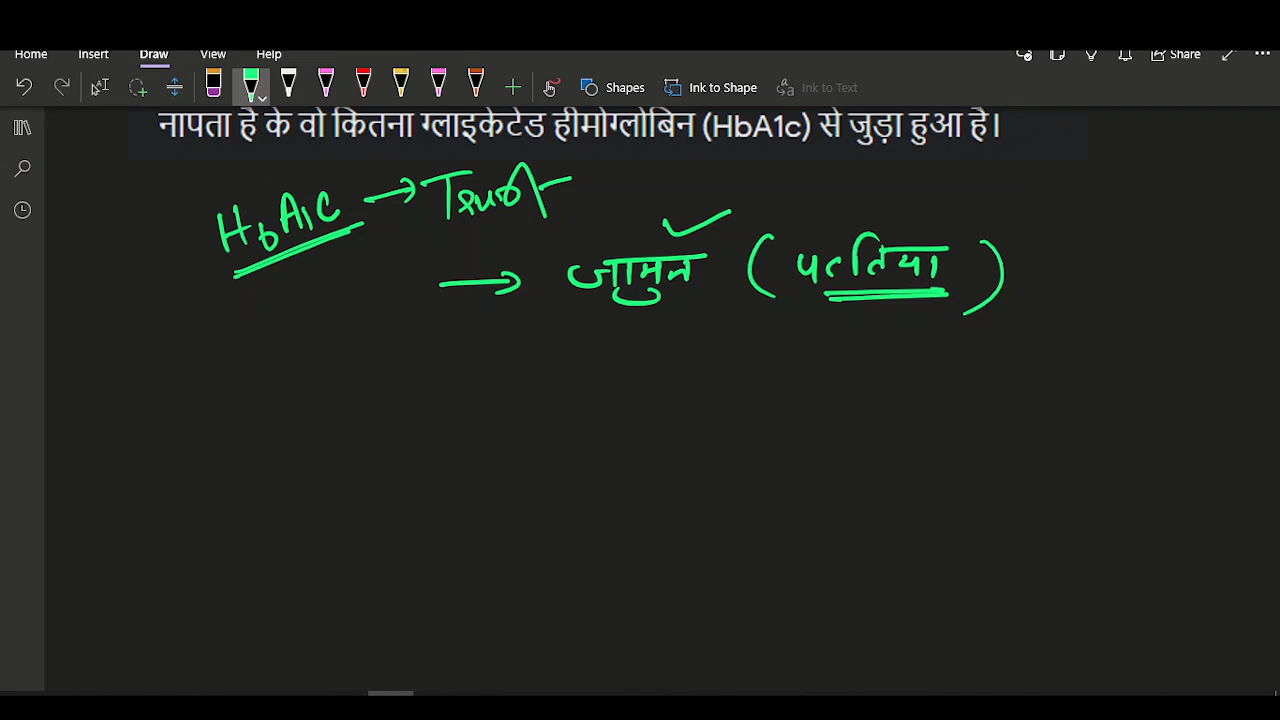 Home Insert Draw View Help Share
Shapes Ink to Shape Ink to Text
नापता है के वो कितना ग्लाइकेटेड हीमोग्लोबिन (HbA1c) से जुड़ा हुआ है।
HbA1C →
→ जामुन (पत्तिया)